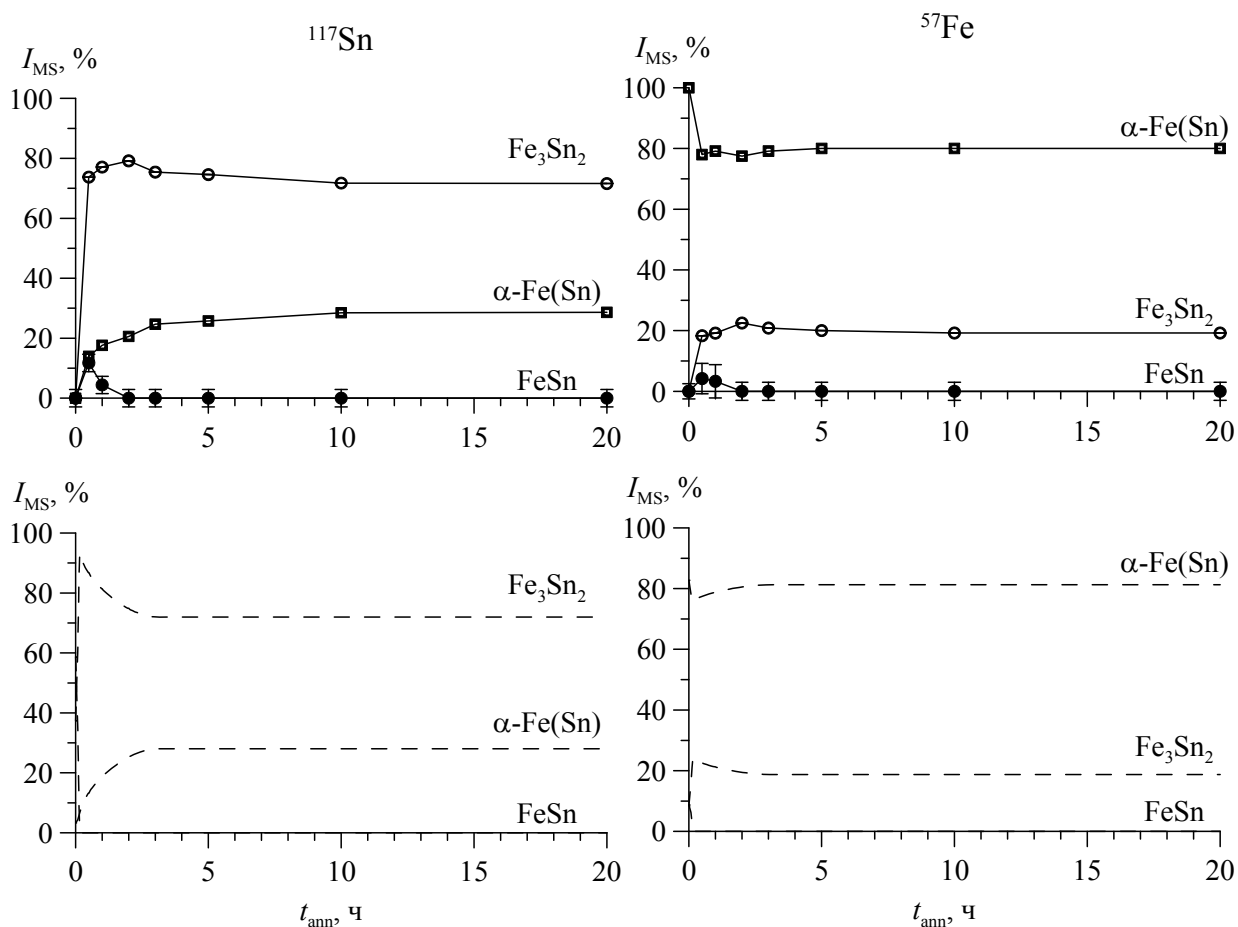 ¹¹⁷Sn
I_MS, %
100
80
60
40
20
0
Fe₃Sn₂
α-Fe(Sn)
FeSn
0 5 10 15 20
⁵⁷Fe
I_MS, %
100
80
60
40
20
0
α-Fe(Sn)
Fe₃Sn₂
FeSn
0 5 10 15 20
I_MS, %
100
80
60
40
20
0
Fe₃Sn₂
α-Fe(Sn)
FeSn
0 5 10 15 20
t_ann, ч
I_MS, %
100
80
60
40
20
0
α-Fe(Sn)
Fe₃Sn₂
FeSn
0 5 10 15 20
t_ann, ч